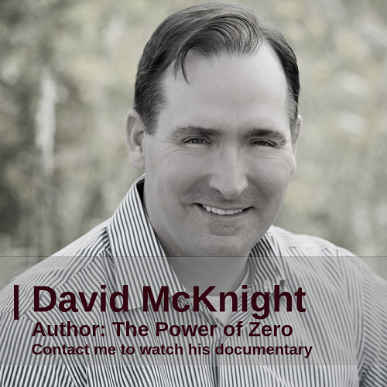 David McKnight
Author: The Power of Zero
Contact me to watch his documentary